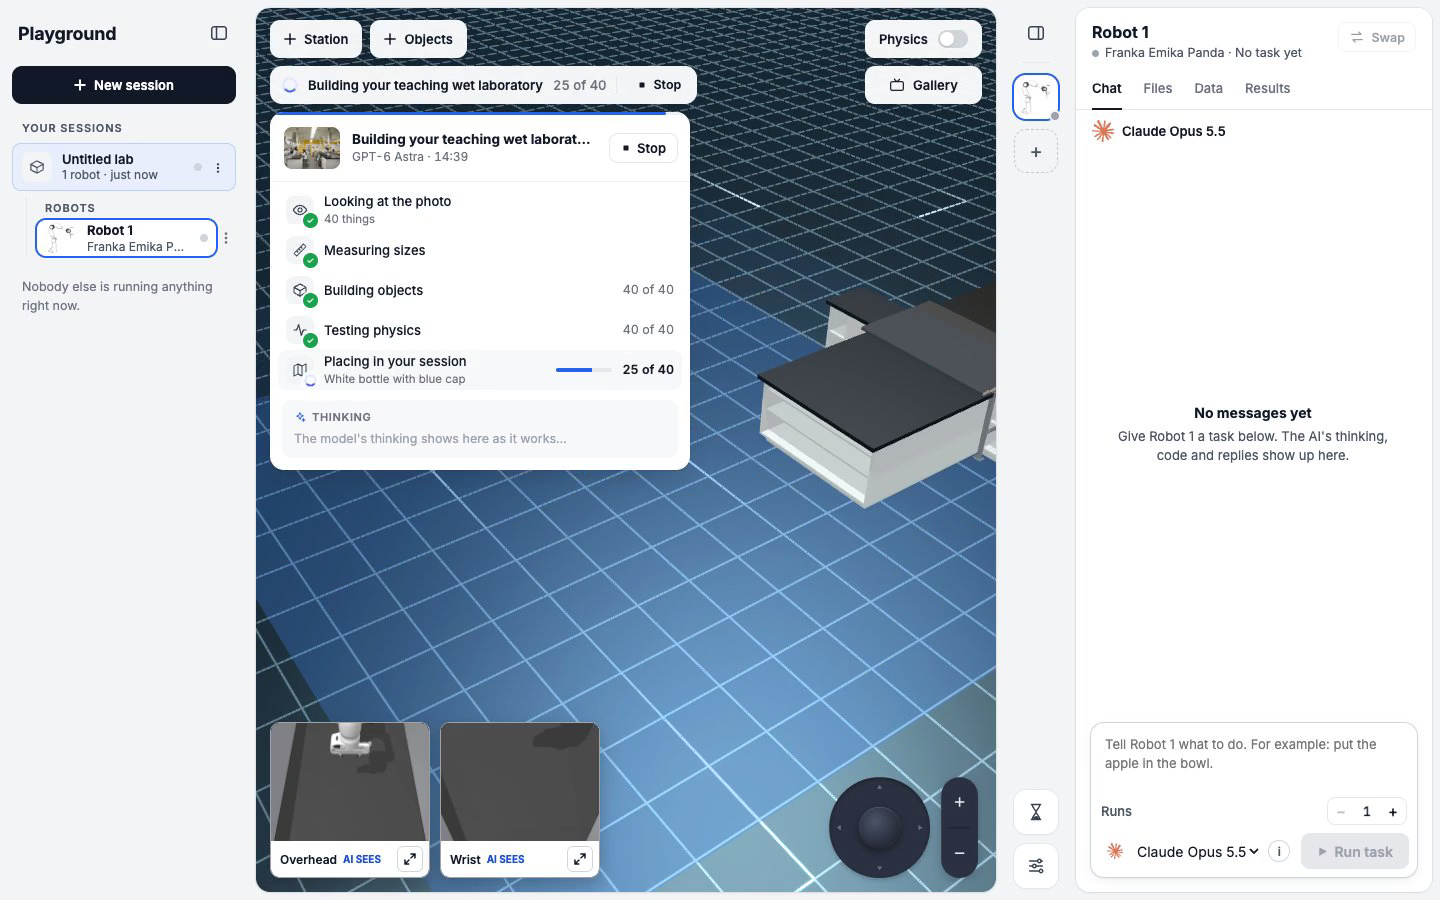 Playground
New session
YOUR SESSIONS
Untitled lab
1 robot · just now
ROBOTS
Robot 1
Franka Emika P...
Nobody else is running anything
right now.
Station
Objects
Physics
Building your teaching wet laboratory 25 of 40
Stop
Gallery
Building your teaching wet laborat...
GPT-6 Astra · 14:39
Stop
Looking at the photo
40 things
Measuring sizes
Building objects 40 of 40
Testing physics 40 of 40
Placing in your session
White bottle with blue cap
25 of 40
THINKING
The model's thinking shows here as it works...
Overhead AI SEES
Wrist AI SEES
Robot 1
Franka Emika Panda · No task yet
Swap
Chat Files Data Results
Claude Opus 5.5
No messages yet
Give Robot 1 a task below. The AI's thinking,
code and replies show up here.
Tell Robot 1 what to do. For example: put the
apple in the bowl.
Runs
1
Claude Opus 5.5
i
Run task